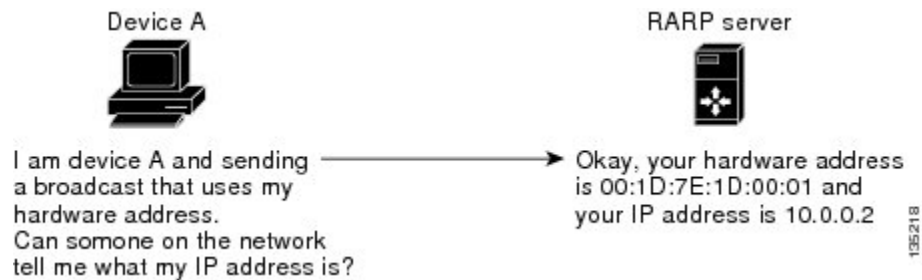 Device A
RARP server
I am device A and sending
a broadcast that uses my
hardware address.
Can somone on the network
tell me what my IP address is?
Okay, your hardware address
is 00:1D:7E:1D:00:01 and
your IP address is 10.0.0.2
135218